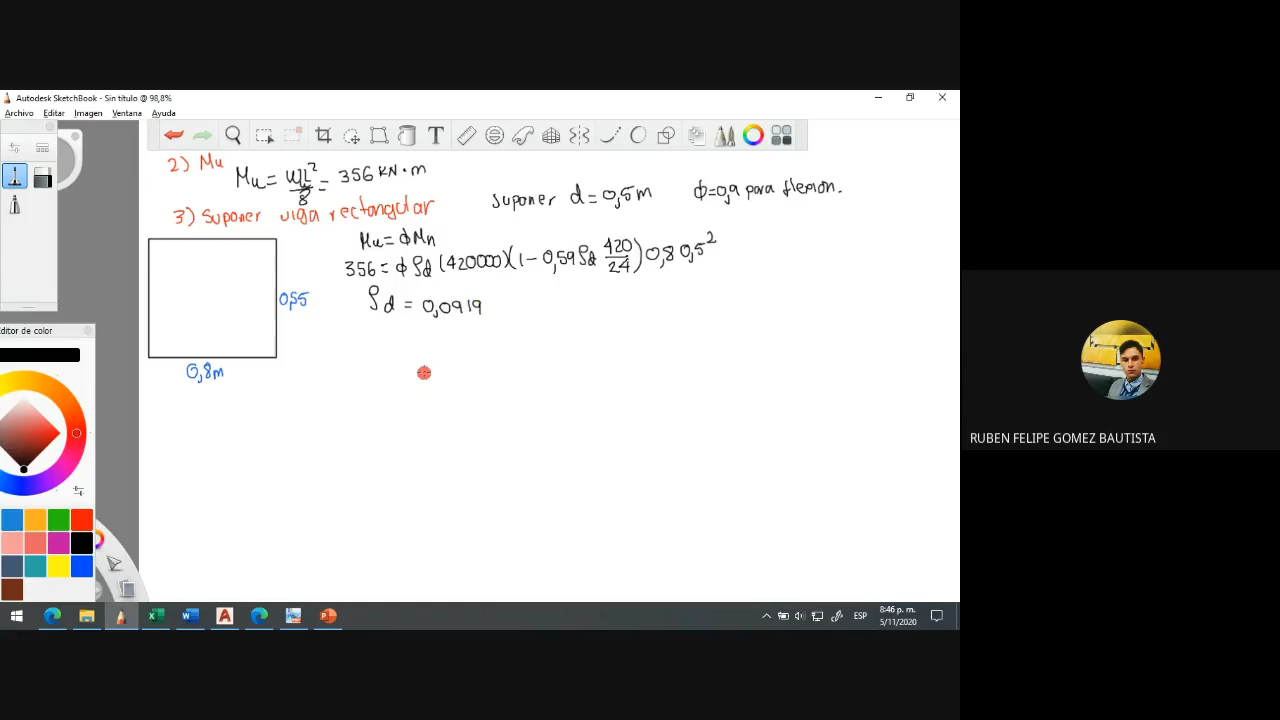 Autodesk SketchBook - Sin título @ 98,8%
Archivo Editar Imagen Ventana Ayuda
2) Mu
Mu = wL²/8 = 356 KN·m
suponer d = 0,5m
φ=0,9 para flexion.
3) Suponer viga rectangular
Mu = φMn
356 = φ ρd (420000)(1 - 0,59 ρd 420/24) 0,8 0,5²
ρd = 0,0919
0,55
0,8m
Editor de color
RUBEN FELIPE GOMEZ BAUTISTA
ESP
8:46 p. m.
5/11/2020